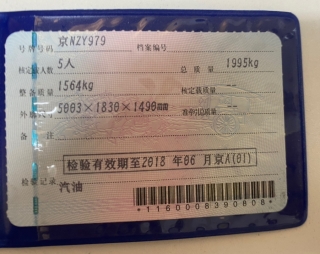 号牌号码 京NZY979 档案编号
核定载人数 5人 总质量 1995kg
整备质量 1564kg 核定载质量 --
外廓尺寸 5003×1830×1490mm 准牵引总质量 --
备注
检验有效期至2018年06月京A(01)
检验记录
汽油
*1160008390808*